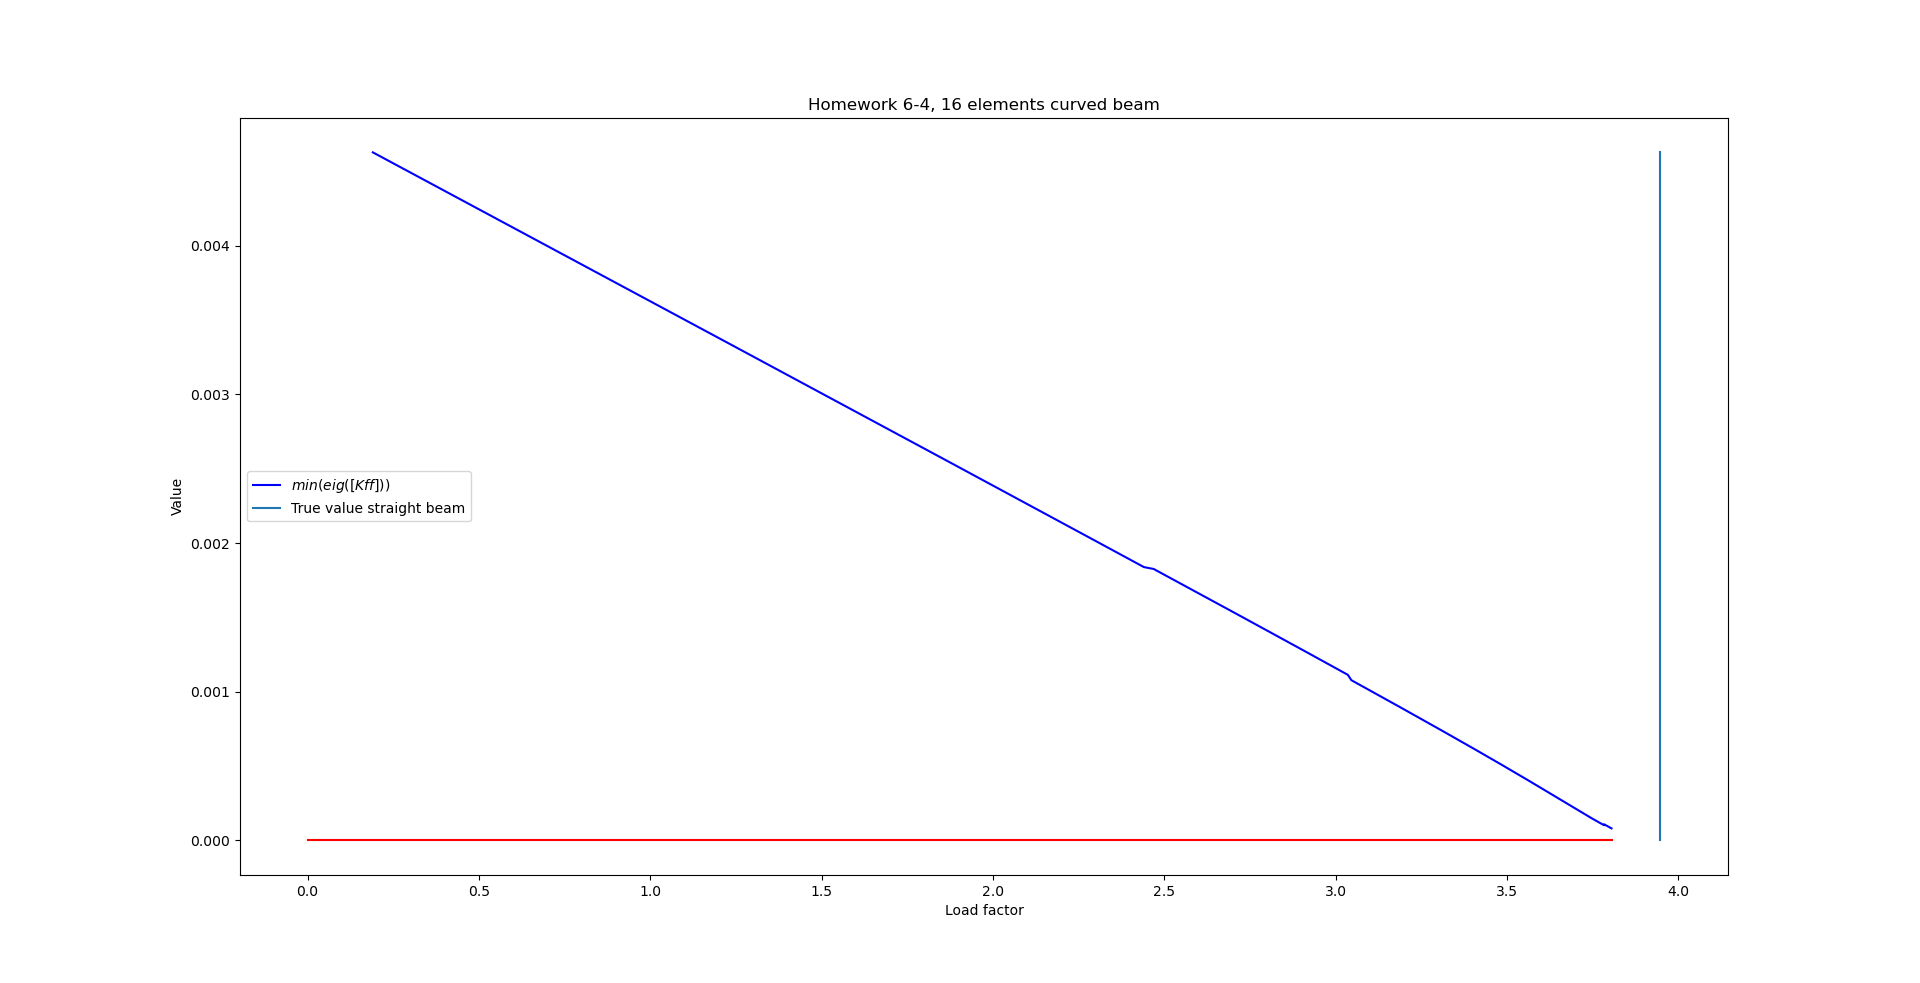 Homework 6-4, 16 elements curved beam
Value
0.004
0.003
0.002
0.001
0.000
min(eig([Kff]))
True value straight beam
0.0 0.5 1.0 1.5 2.0 2.5 3.0 3.5 4.0
Load factor